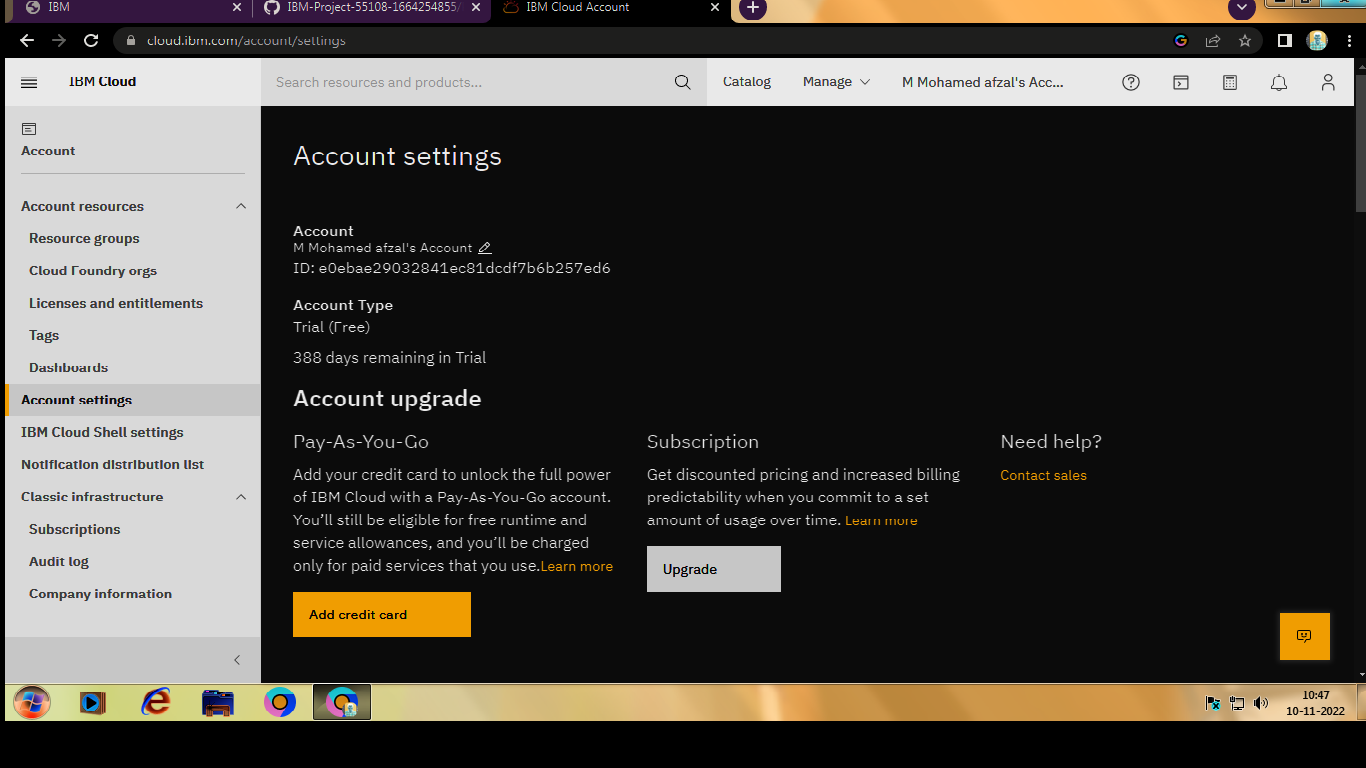 IBM
IBM-Project-55108-1664254855/
IBM Cloud Account
cloud.ibm.com/account/settings
IBM Cloud
Search resources and products...
Catalog
Manage
M Mohamed afzal's Acc...
Account
Account resources
Resource groups
Cloud Foundry orgs
Licenses and entitlements
Tags
Dashboards
Account settings
IBM Cloud Shell settings
Notification distribution list
Classic infrastructure
Subscriptions
Audit log
Company information
Account settings
Account
M Mohamed afzal's Account
ID: e0ebae29032841ec81dcdf7b6b257ed6
Account Type
Trial (Free)
388 days remaining in Trial
Account upgrade
Pay-As-You-Go
Add your credit card to unlock the full power
of IBM Cloud with a Pay-As-You-Go account.
You’ll still be eligible for free runtime and
service allowances, and you’ll be charged
only for paid services that you use.Learn more
Add credit card
Subscription
Get discounted pricing and increased billing
predictability when you commit to a set
amount of usage over time. Learn more
Upgrade
Need help?
Contact sales
10:47
10-11-2022